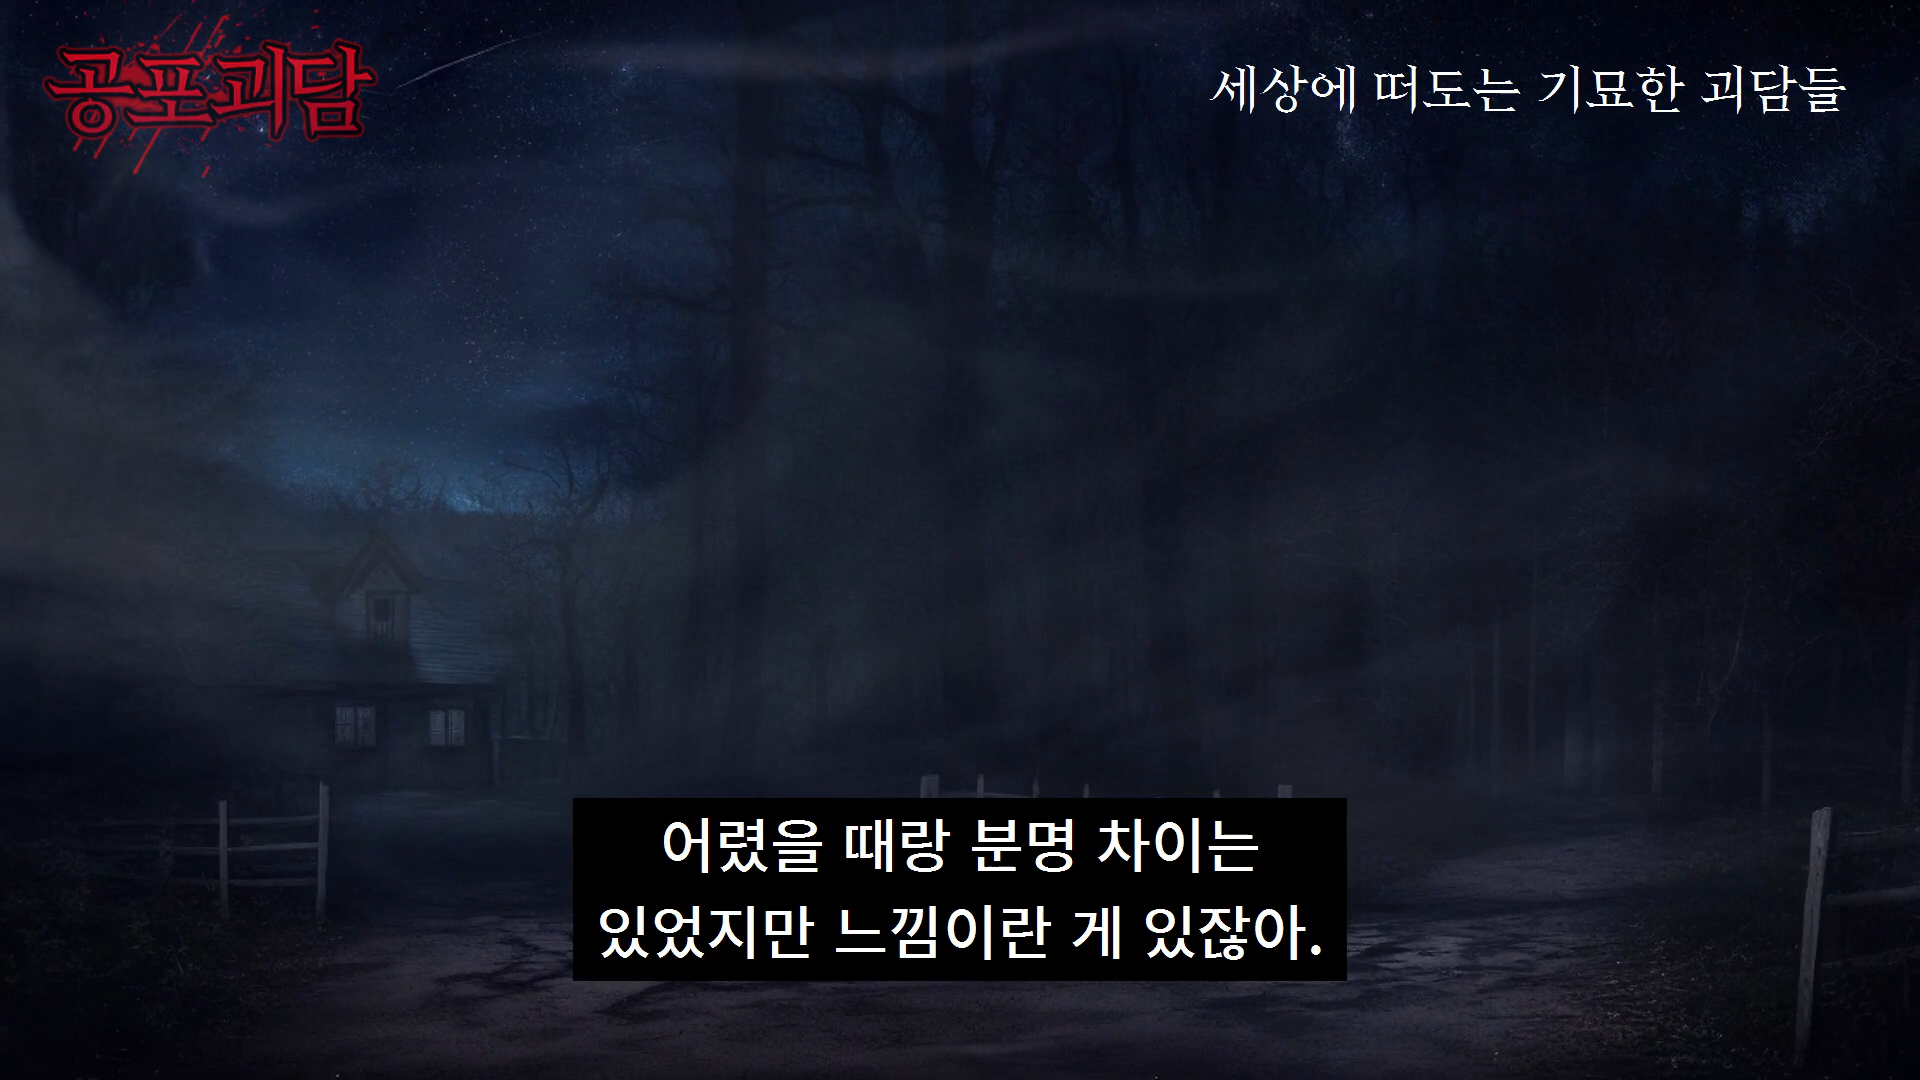 공포괴담
세상에 떠도는 기묘한 괴담들
어렸을 때랑 분명 차이는
있었지만 느낌이란 게 있잖아.